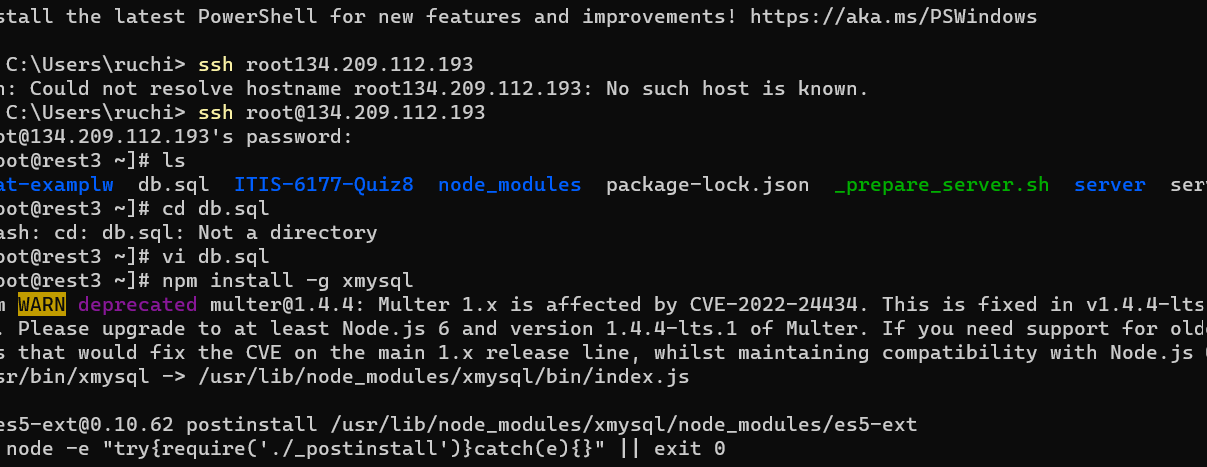 stall the latest PowerShell for new features and improvements! https://aka.ms/PSWindows
C:\Users\ruchi> ssh root134.209.112.193
: Could not resolve hostname root134.209.112.193: No such host is known.
C:\Users\ruchi> ssh root@134.209.112.193
ot@134.209.112.193's password:
oot@rest3 ~]# ls
at-examplw db.sql ITIS-6177-Quiz8 node_modules package-lock.json _prepare_server.sh server ser
oot@rest3 ~]# cd db.sql
ash: cd: db.sql: Not a directory
oot@rest3 ~]# vi db.sql
oot@rest3 ~]# npm install -g xmysql
m WARN deprecated multer@1.4.4: Multer 1.x is affected by CVE-2022-24434. This is fixed in v1.4.4-lts
. Please upgrade to at least Node.js 6 and version 1.4.4-lts.1 of Multer. If you need support for old
s that would fix the CVE on the main 1.x release line, whilst maintaining compatibility with Node.js
sr/bin/xmysql -> /usr/lib/node_modules/xmysql/bin/index.js
es5-ext@0.10.62 postinstall /usr/lib/node_modules/xmysql/node_modules/es5-ext
node -e "try{require('./_postinstall')}catch(e){}" || exit 0